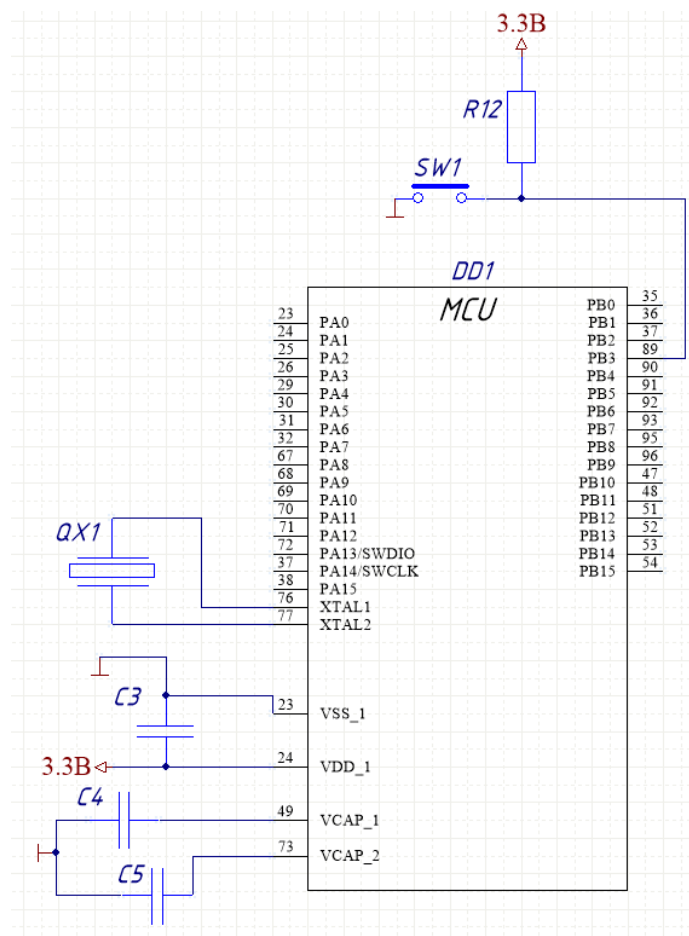 3.3В
R12
SW1
DD1
MCU
PB0 35
23 PA0 PB1 36
24 PA1 PB2 37
25 PA2 PB3 89
26 PA3 PB4 90
29 PA4 PB5 91
30 PA5 PB6 92
31 PA6 PB7 93
32 PA7 PB8 95
67 PA8 PB9 96
68 PA9 PB10 47
69 PA10 PB11 48
70 PA11 PB12 51
71 PA12 PB13 52
72 PA13/SWDIO PB14 53
37 PA14/SWCLK PB15 54
38 PA15
QX1
76 XTAL1
77 XTAL2
C3
23 VSS_1
3.3В 24 VDD_1
C4
49 VCAP_1
73 VCAP_2
C5